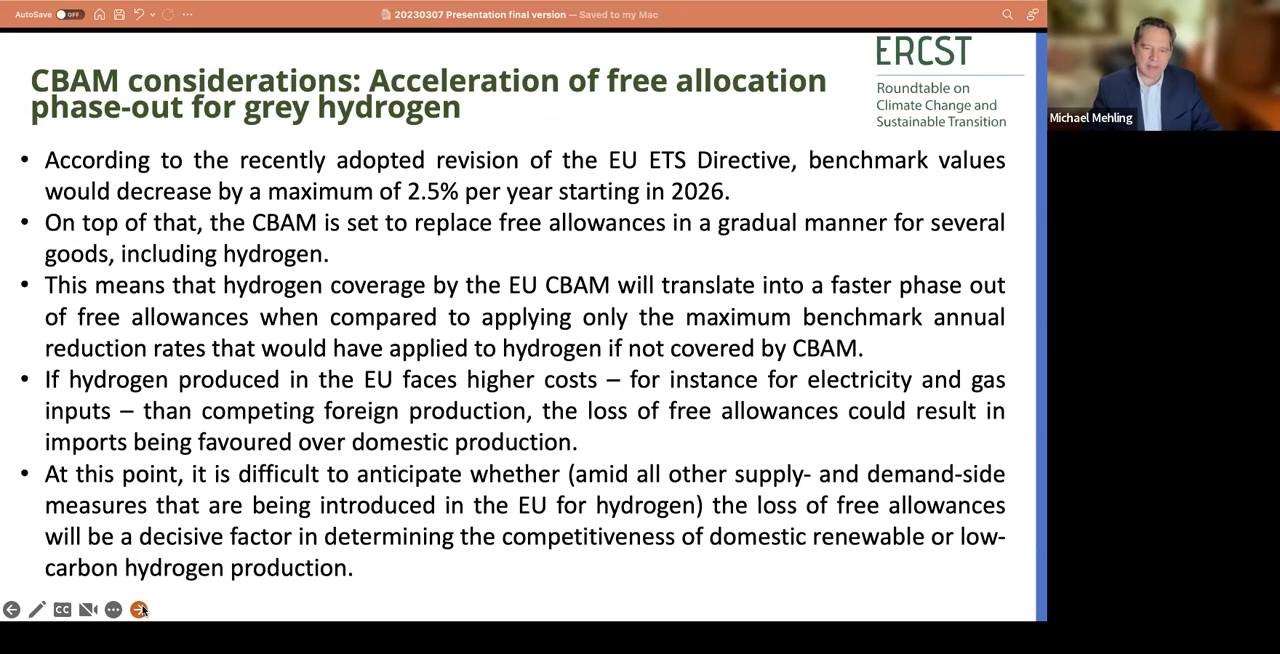 AutoSave OFF
20230307 Presentation final version — Saved to my Mac
ERCST
Roundtable on
Climate Change and
Sustainable Transition
CBAM considerations: Acceleration of free allocation
phase-out for grey hydrogen
Michael Mehling
• According to the recently adopted revision of the EU ETS Directive, benchmark values
would decrease by a maximum of 2.5% per year starting in 2026.
• On top of that, the CBAM is set to replace free allowances in a gradual manner for several
goods, including hydrogen.
• This means that hydrogen coverage by the EU CBAM will translate into a faster phase out
of free allowances when compared to applying only the maximum benchmark annual
reduction rates that would have applied to hydrogen if not covered by CBAM.
• If hydrogen produced in the EU faces higher costs – for instance for electricity and gas
inputs – than competing foreign production, the loss of free allowances could result in
imports being favoured over domestic production.
• At this point, it is difficult to anticipate whether (amid all other supply- and demand-side
measures that are being introduced in the EU for hydrogen) the loss of free allowances
will be a decisive factor in determining the competitiveness of domestic renewable or low-
carbon hydrogen production.
CC